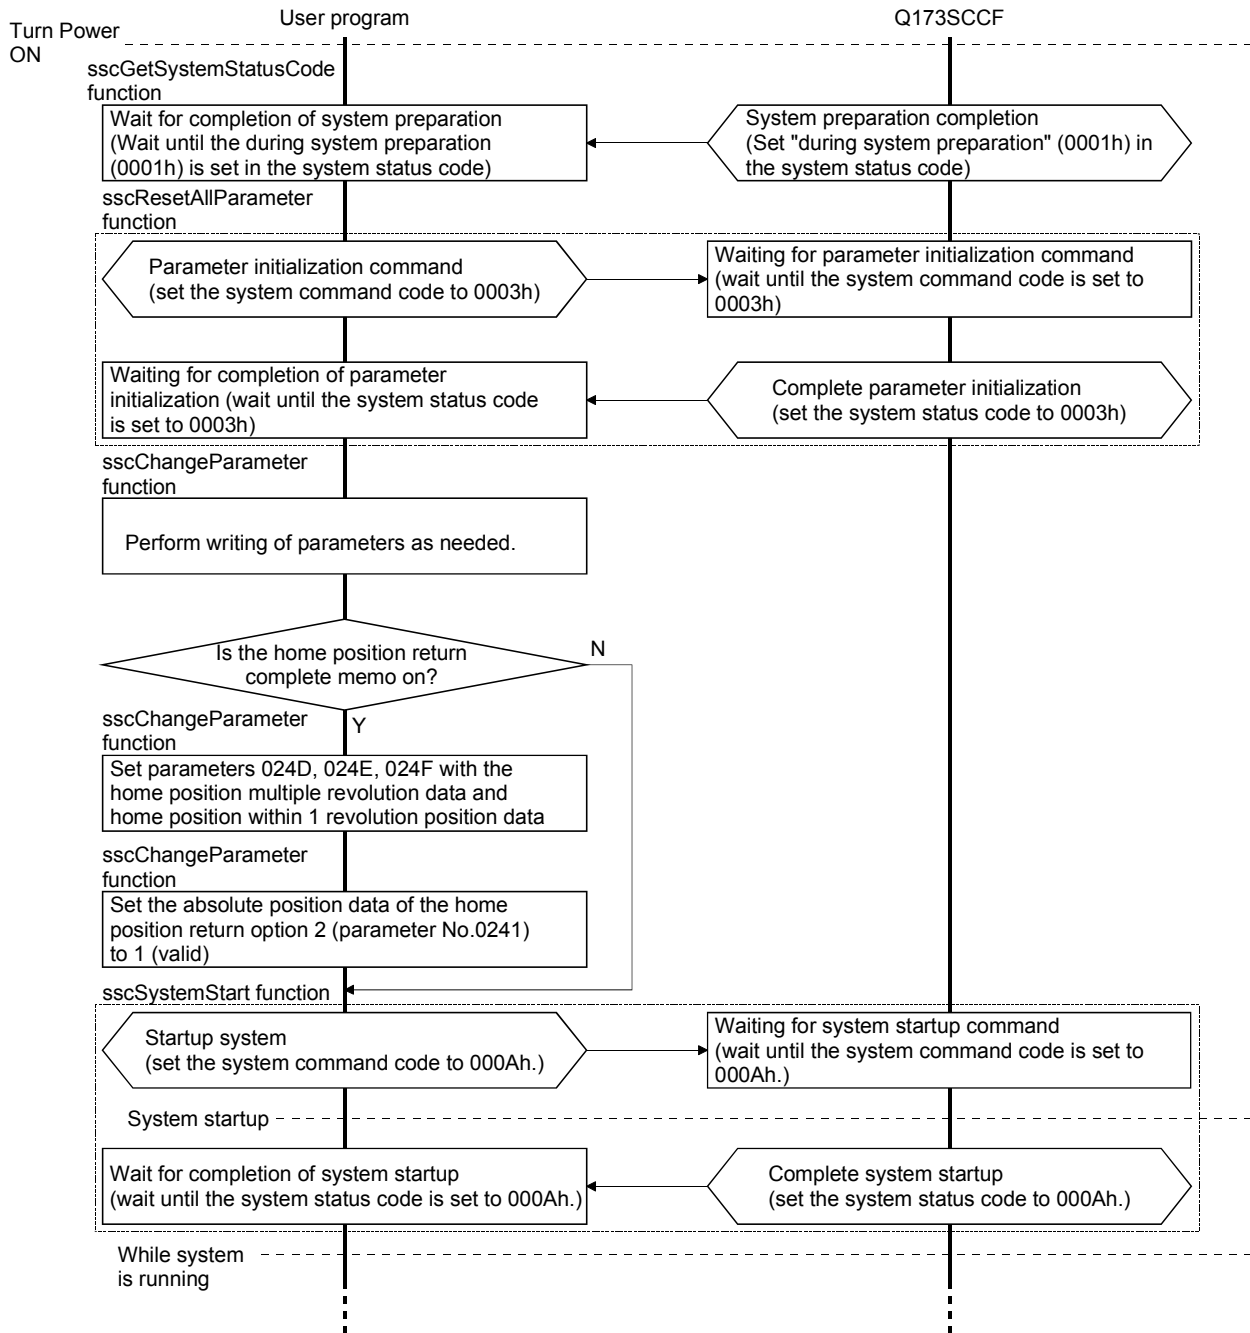 User program
Q173SCCF
Turn Power
ON
sscGetSystemStatusCode
function
Wait for completion of system preparation
(Wait until the during system preparation
(0001h) is set in the system status code)
System preparation completion
(Set "during system preparation" (0001h) in
the system status code)
sscResetAllParameter
function
Parameter initialization command
(set the system command code to 0003h)
Waiting for parameter initialization command
(wait until the system command code is set to
0003h)
Waiting for completion of parameter
initialization (wait until the system status code
is set to 0003h)
Complete parameter initialization
(set the system status code to 0003h)
sscChangeParameter
function
Perform writing of parameters as needed.
Is the home position return
complete memo on?
N
Y
sscChangeParameter
function
Set parameters 024D, 024E, 024F with the
home position multiple revolution data and
home position within 1 revolution position data
sscChangeParameter
function
Set the absolute position data of the home
position return option 2 (parameter No.0241)
to 1 (valid)
sscSystemStart function
Startup system
(set the system command code to 000Ah.)
Waiting for system startup command
(wait until the system command code is set to
000Ah.)
System startup
Wait for completion of system startup
(wait until the system status code is set to 000Ah.)
Complete system startup
(set the system status code to 000Ah.)
While system
is running